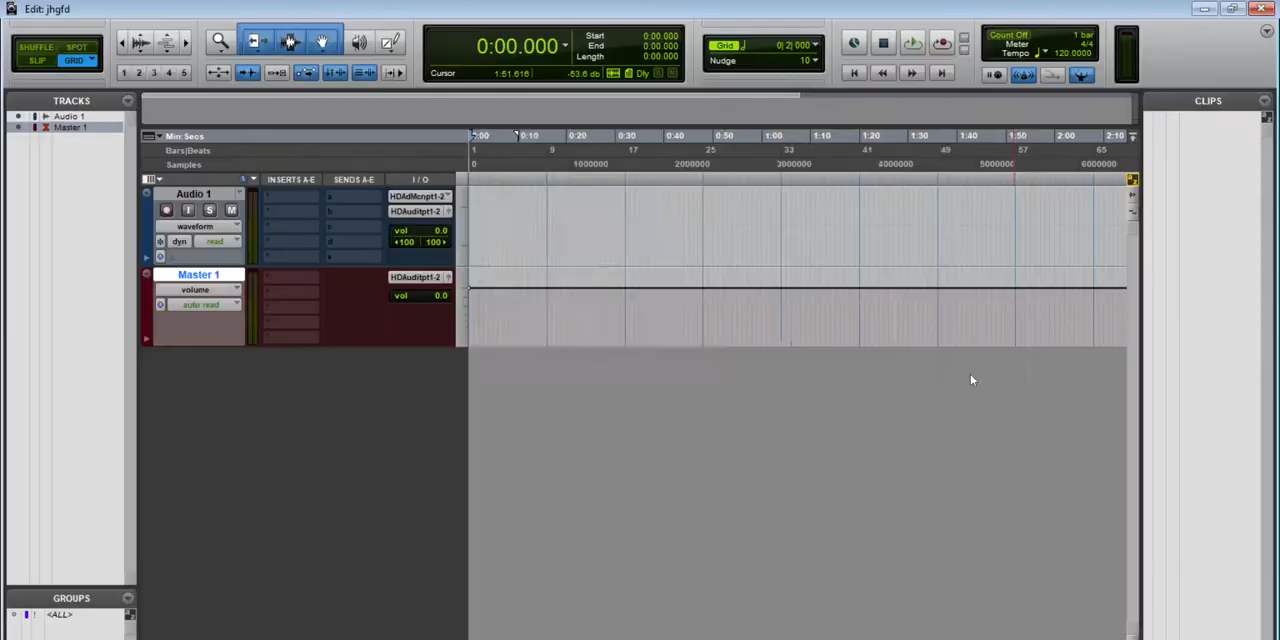 Edit: jhgfd
SHUFFLE SPOT
SLIP GRID
1 2 3 4 5
0:00.000
Start 0:00.000
End 0:00.000
Length 0:00.000
Cursor 1:51.616 -53.6 db Dly
Grid 0| 2| 000
Nudge 10
Count Off 1 bar
Meter 4/4
Tempo 120.0000
TRACKS
Audio 1
Master 1
CLIPS
Min:Secs 0:00 0:10 0:20 0:30 0:40 0:50 1:00 1:10 1:20 1:30 1:40 1:50 2:00 2:10
Bars|Beats 1 9 17 25 33 41 49 57 65
Samples 0 1000000 2000000 3000000 4000000 5000000 6000000
INSERTS A-E SENDS A-E I / O
Audio 1
I S M
waveform
dyn read
a
b
c
d
e
HDAdMcnpt1-2
HDAuditpt1-2
vol 0.0
100 100
Master 1
volume
auto read
HDAuditpt1-2
vol 0.0
GROUPS
! <ALL>